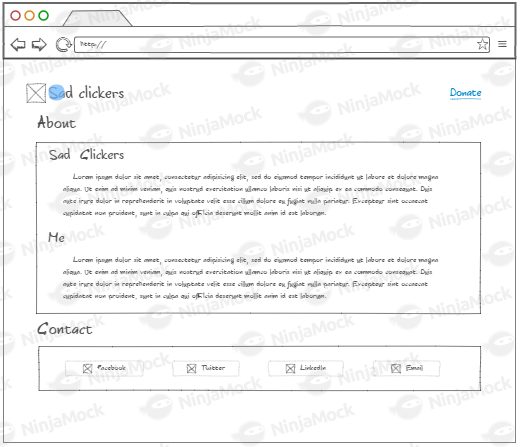 http://
Sad clickers
Donate
About
Sad Clickers
Lorem ipsum dolor sit amet, consectetur adipisicing elit, sed do eiusmod tempor incididunt ut labore et dolore magna
aliqua. Ut enim ad minim veniam, quis nostrud exercitation ullamco laboris nisi ut aliquip ex ea commodo consequat. Duis
aute irure dolor in reprehenderit in voluptate velit esse cillum dolore eu fugiat nulla pariatur. Excepteur sint occaecat
cupidatat non proident, sunt in culpa qui officia deserunt mollit anim id est laborum.
Me
Lorem ipsum dolor sit amet, consectetur adipisicing elit, sed do eiusmod tempor incididunt ut labore et dolore magna
aliqua. Ut enim ad minim veniam, quis nostrud exercitation ullamco laboris nisi ut aliquip ex ea commodo consequat. Duis
aute irure dolor in reprehenderit in voluptate velit esse cillum dolore eu fugiat nulla pariatur. Excepteur sint occaecat
cupidatat non proident, sunt in culpa qui officia deserunt mollit anim id est laborum.
Contact
Facebook
Twitter
LinkedIn
Email
NinjaMock